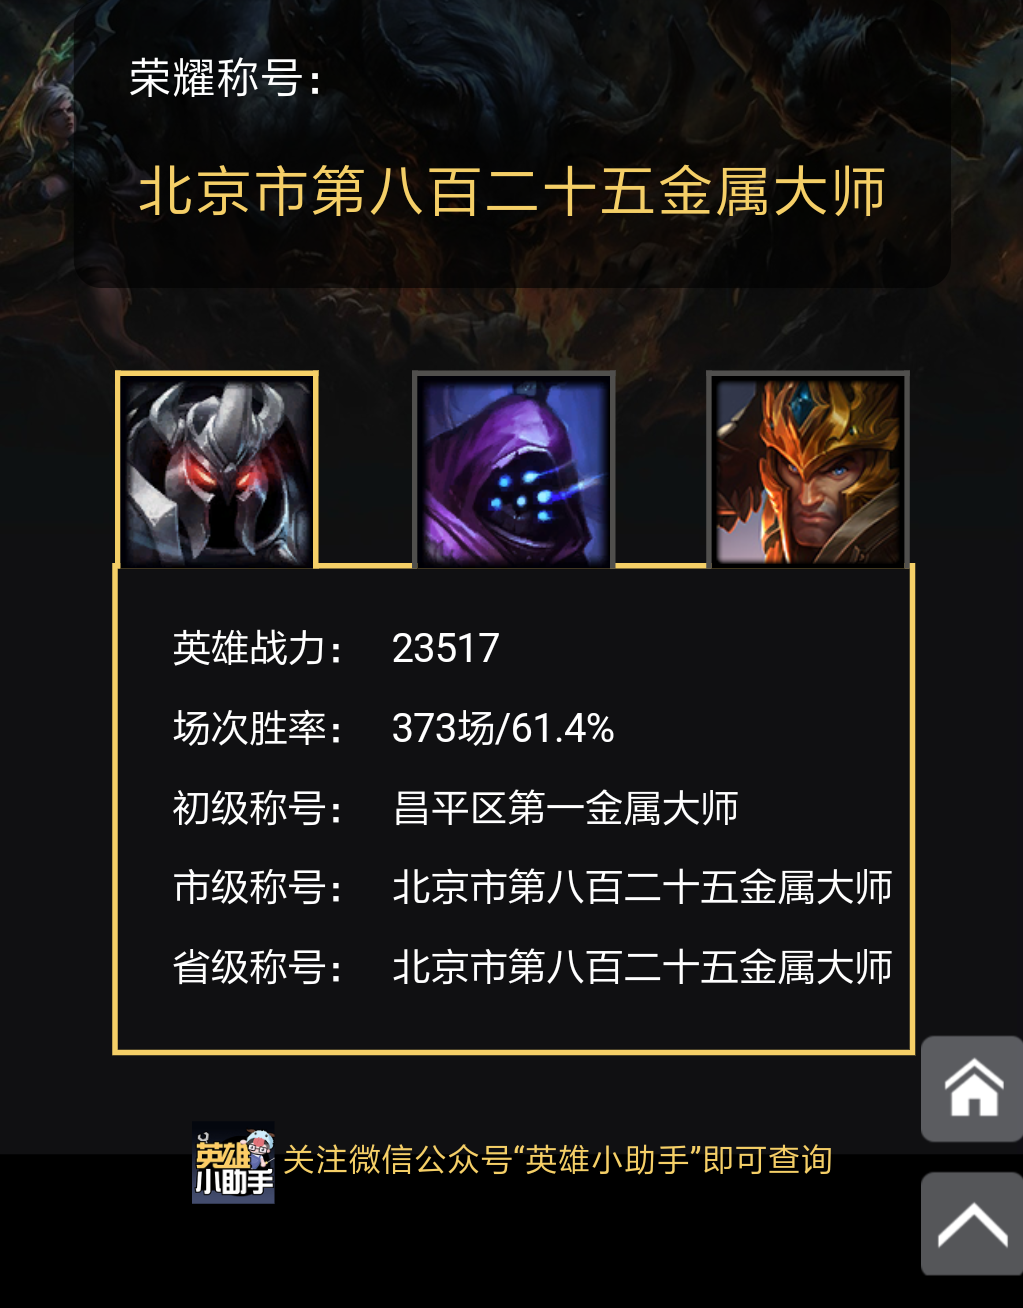 荣耀称号：
北京市第八百二十五金属大师
英雄战力： 23517
场次胜率： 373场/61.4%
初级称号： 昌平区第一金属大师
市级称号： 北京市第八百二十五金属大师
省级称号： 北京市第八百二十五金属大师
英雄
小助手
关注微信公众号“英雄小助手”即可查询